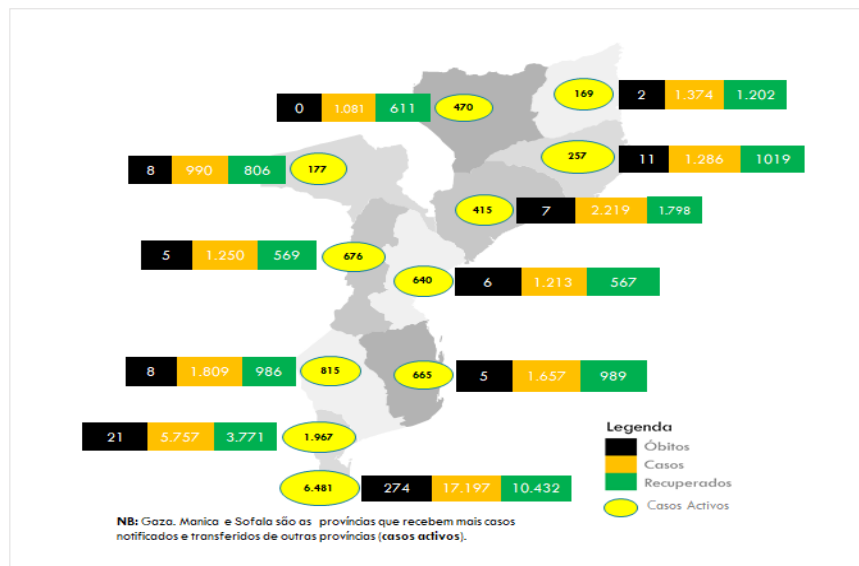 0 1.081 611 470
169 2 1.374 1.202
8 990 806 177
257 11 1.286 1019
415 7 2.219 1.798
5 1.250 569 676
640 6 1.213 567
8 1.809 986 815
665 5 1.657 989
21 5.757 3.771 1.967
6.481 274 17.197 10.432
Legenda
Óbitos
Casos
Recuperados
Casos Activos
NB: Gaza. Manica e Sofala são as províncias que recebem mais casos
notificados e transferidos de outras províncias (casos activos).